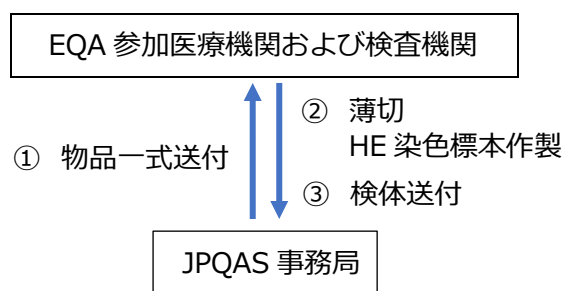 EQA 参加医療機関および検査機関
① 物品一式送付
② 薄切
HE 染色標本作製
③ 検体送付
JPQAS 事務局